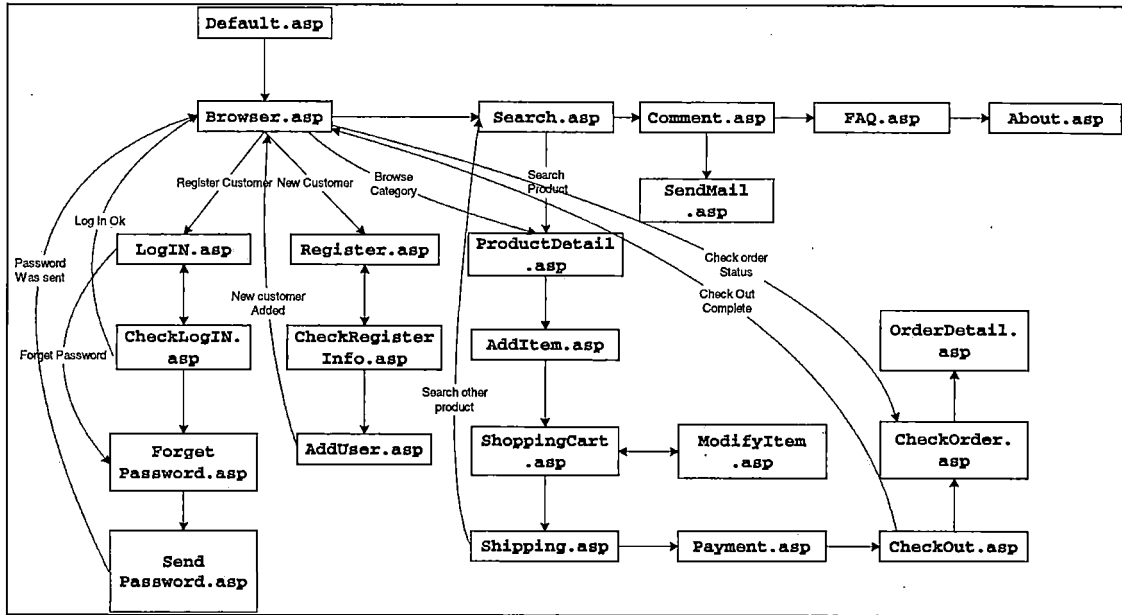 Default.asp
Browser.asp
Search.asp
Comment.asp
FAQ.asp
About.asp
Register Customer
New Customer
Browse
Category
Search
Product
SendMail
.asp
Log In Ok
LogIN.asp
Register.asp
ProductDetail
.asp
Password
Was sent
Check order
Status
New customer
Added
Check Out
Complete
CheckLogIN.
asp
CheckRegister
Info.asp
AddItem.asp
OrderDetail.
asp
Forget Password
Search other
product
Forget
Password.asp
AddUser.asp
ShoppingCart
.asp
ModifyItem
.asp
CheckOrder.
asp
Send
Password.asp
Shipping.asp
Payment.asp
CheckOut.asp